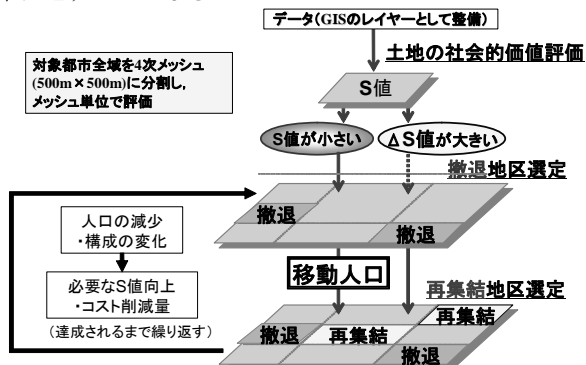 データ(GISのレイヤーとして整備)
土地の社会的価値評価
対象都市全域を4次メッシュ
(500m×500m)に分割し,
メッシュ単位で評価
S値
S値が小さい
ΔS値が大きい
撤退地区選定
撤退
撤退
人口の減少
・構成の変化
移動人口
必要なS値向上
・コスト削減量
(達成されるまで繰り返す)
再集結地区選定
再集結
撤退
再集結
撤退